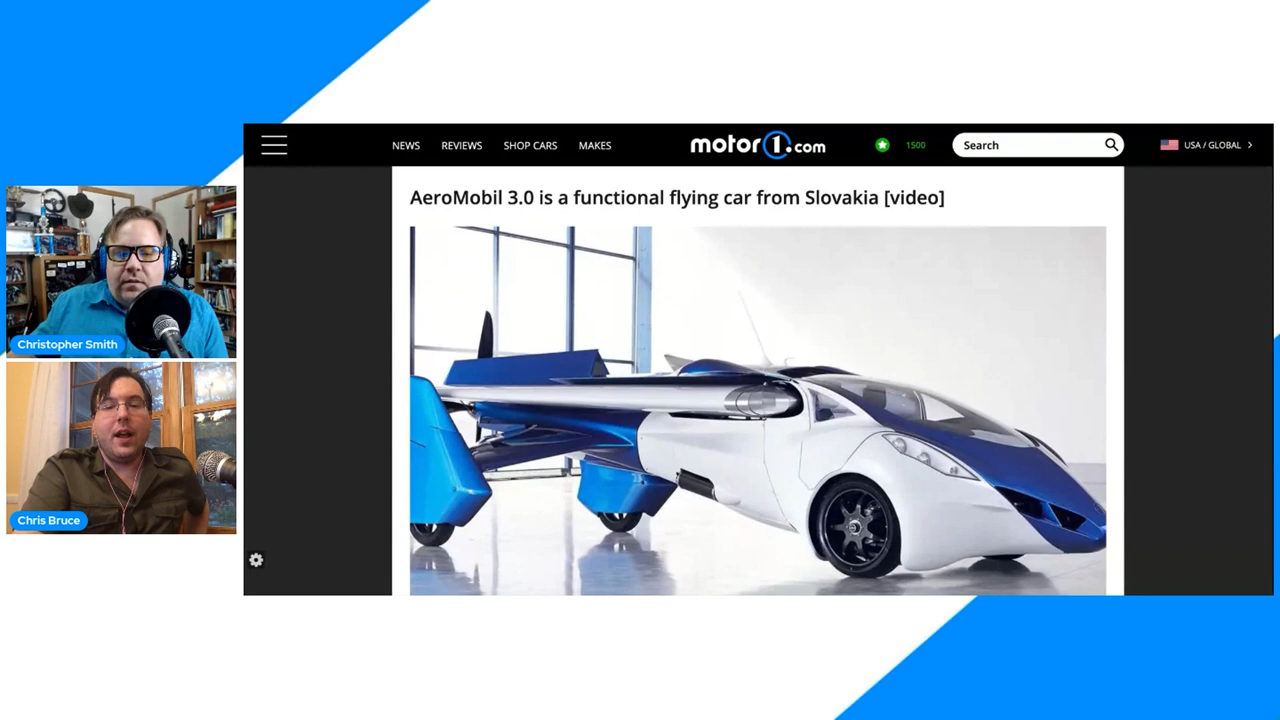 NEWS REVIEWS SHOP CARS MAKES motor1.com 1500 Search USA / GLOBAL
AeroMobil 3.0 is a functional flying car from Slovakia [video]
Christopher Smith
Chris Bruce